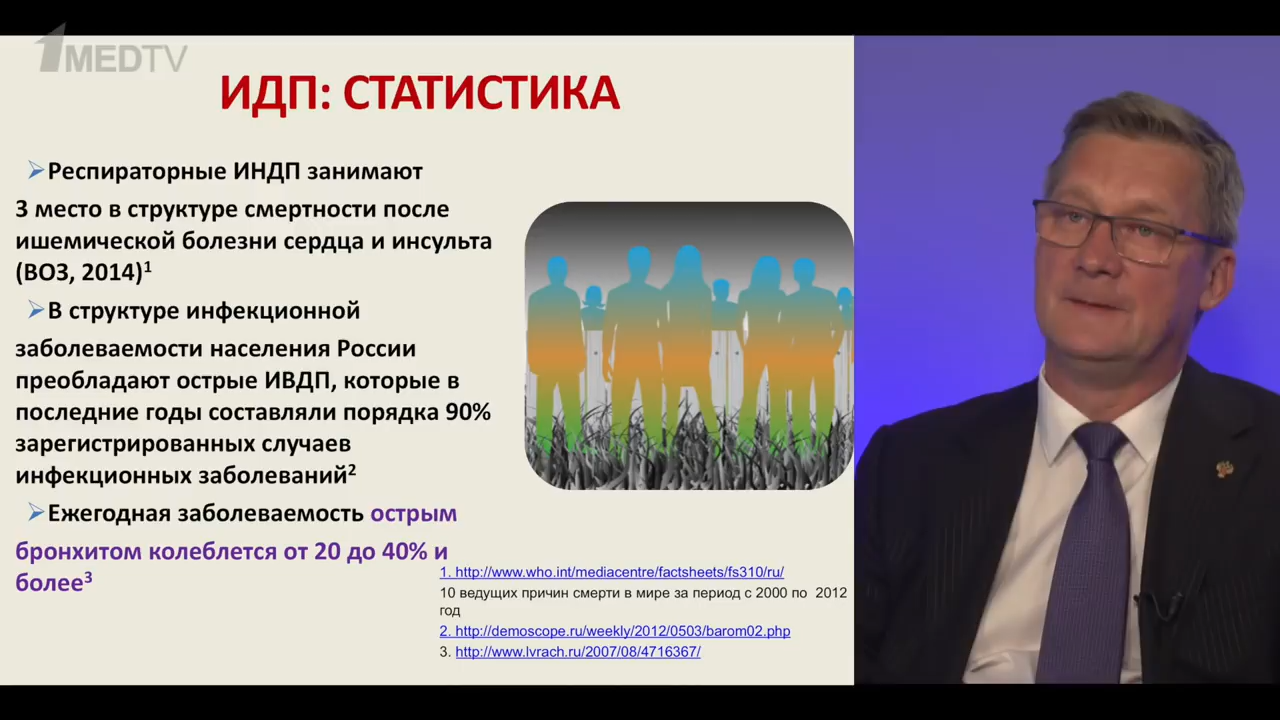 1MEDTV
ИДП: СТАТИСТИКА
Респираторные ИНДП занимают
3 место в структуре смертности после
ишемической болезни сердца и инсульта
(ВОЗ, 2014)1
В структуре инфекционной
заболеваемости населения России
преобладают острые ИВДП, которые в
последние годы составляли порядка 90%
зарегистрированных случаев
инфекционных заболеваний2
Ежегодная заболеваемость острым
бронхитом колеблется от 20 до 40% и
более3
1. http://www.who.int/mediacentre/factsheets/fs310/ru/
10 ведущих причин смерти в мире за период с 2000 по 2012
год
2. http://demoscope.ru/weekly/2012/0503/barom02.php
3. http://www.lvrach.ru/2007/08/4716367/